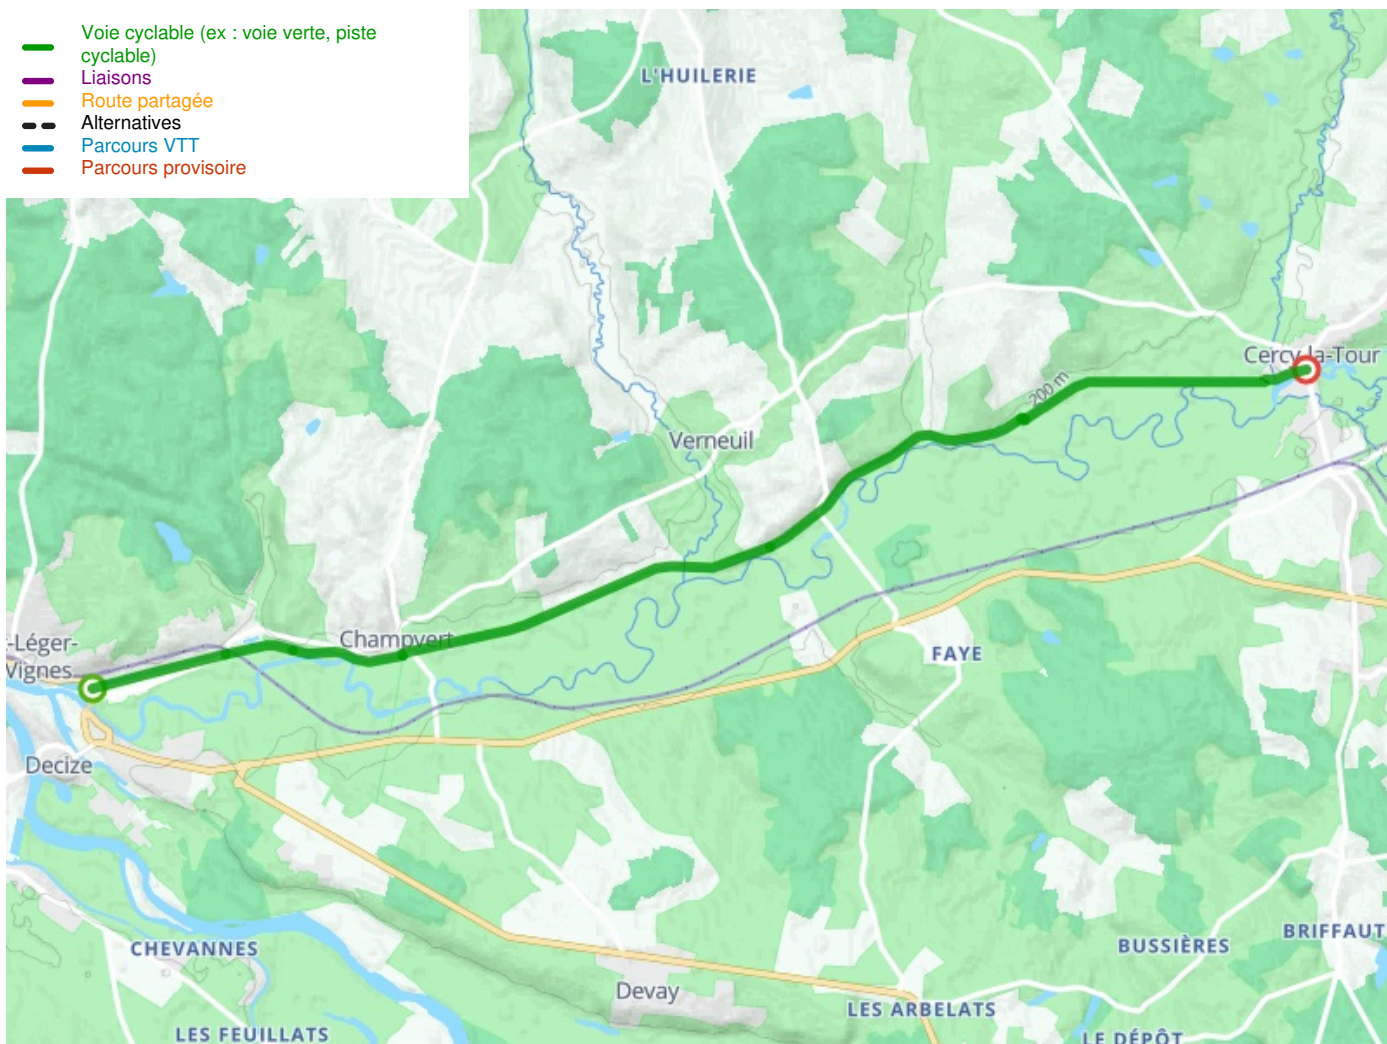 Voie cyclable (ex : voie verte, piste
cyclable)
Liaisons
Route partagée
Alternatives
Parcours VTT
Parcours provisoire
L'HUILERIE
Cercy-la-Tour
200 m
Verneuil
Champvert
-Léger-
Vignes
FAYE
Decize
CHEVANNES
BUSSIÈRES
BRIFFAUT
Devay
LES ARBELATS
LES FEUILLATS
LE DÉPÔT